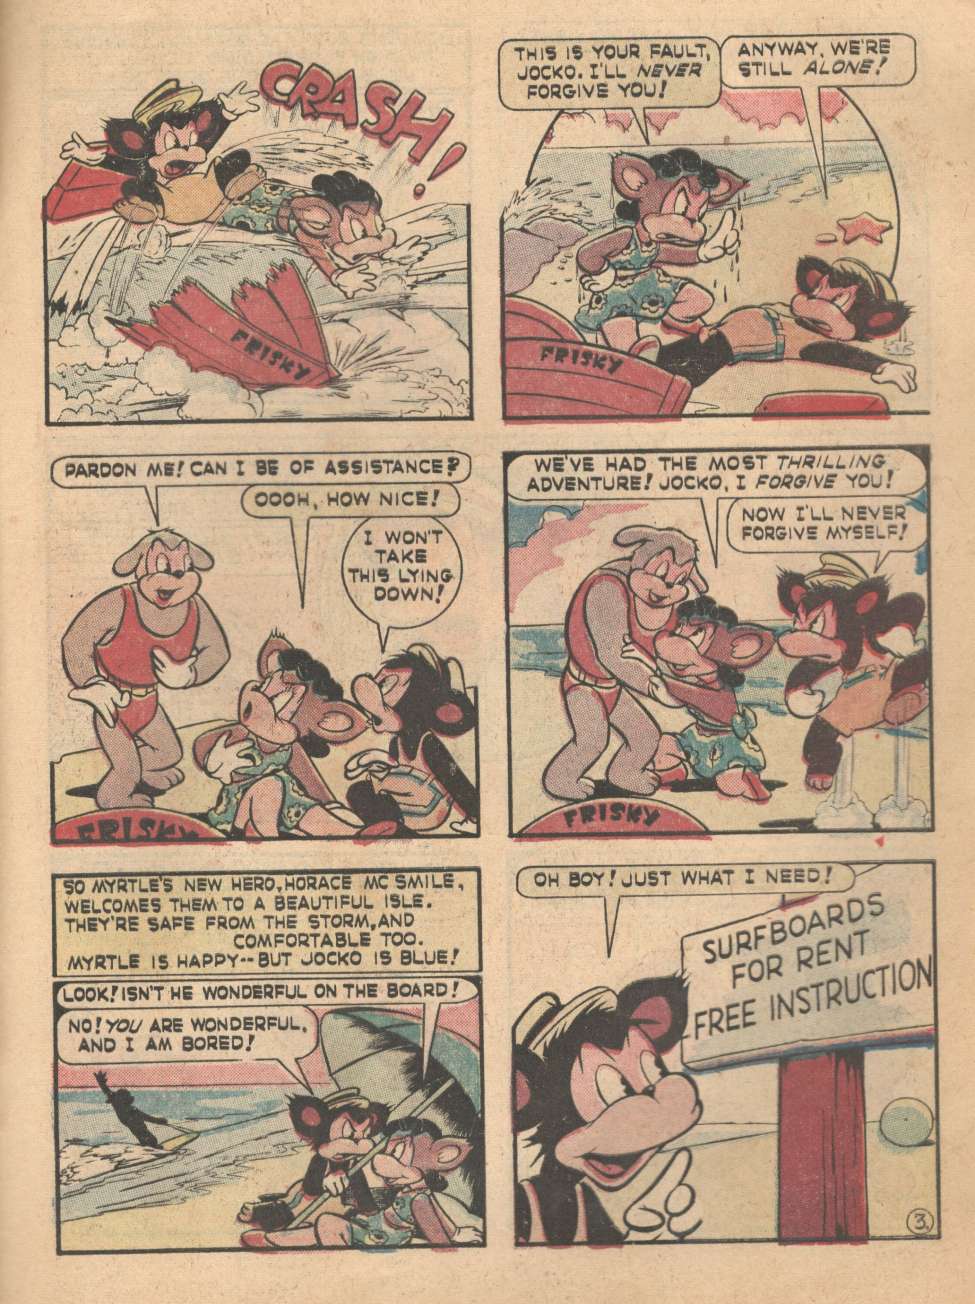 CRASH!
FRISKY
THIS IS YOUR FAULT,
JOCKO. I'LL NEVER
FORGIVE YOU!
ANYWAY, WE'RE
STILL ALONE!
FRISKY
PARDON ME! CAN I BE OF ASSISTANCE?
OOOH, HOW NICE!
I WON'T
TAKE
THIS LYING
DOWN!
FRISKY
WE'VE HAD THE MOST THRILLING
ADVENTURE! JOCKO, I FORGIVE YOU!
NOW I'LL NEVER
FORGIVE MYSELF!
FRISKY
SO MYRTLE'S NEW HERO, HORACE MC SMILE,
WELCOMES THEM TO A BEAUTIFUL ISLE.
THEY'RE SAFE FROM THE STORM, AND
COMFORTABLE TOO.
MYRTLE IS HAPPY--BUT JOCKO IS BLUE!
LOOK! ISN'T HE WONDERFUL ON THE BOARD!
NO! YOU ARE WONDERFUL,
AND I AM BORED!
OH BOY! JUST WHAT I NEED!
SURFBOARDS
FOR RENT
FREE INSTRUCTION
3.